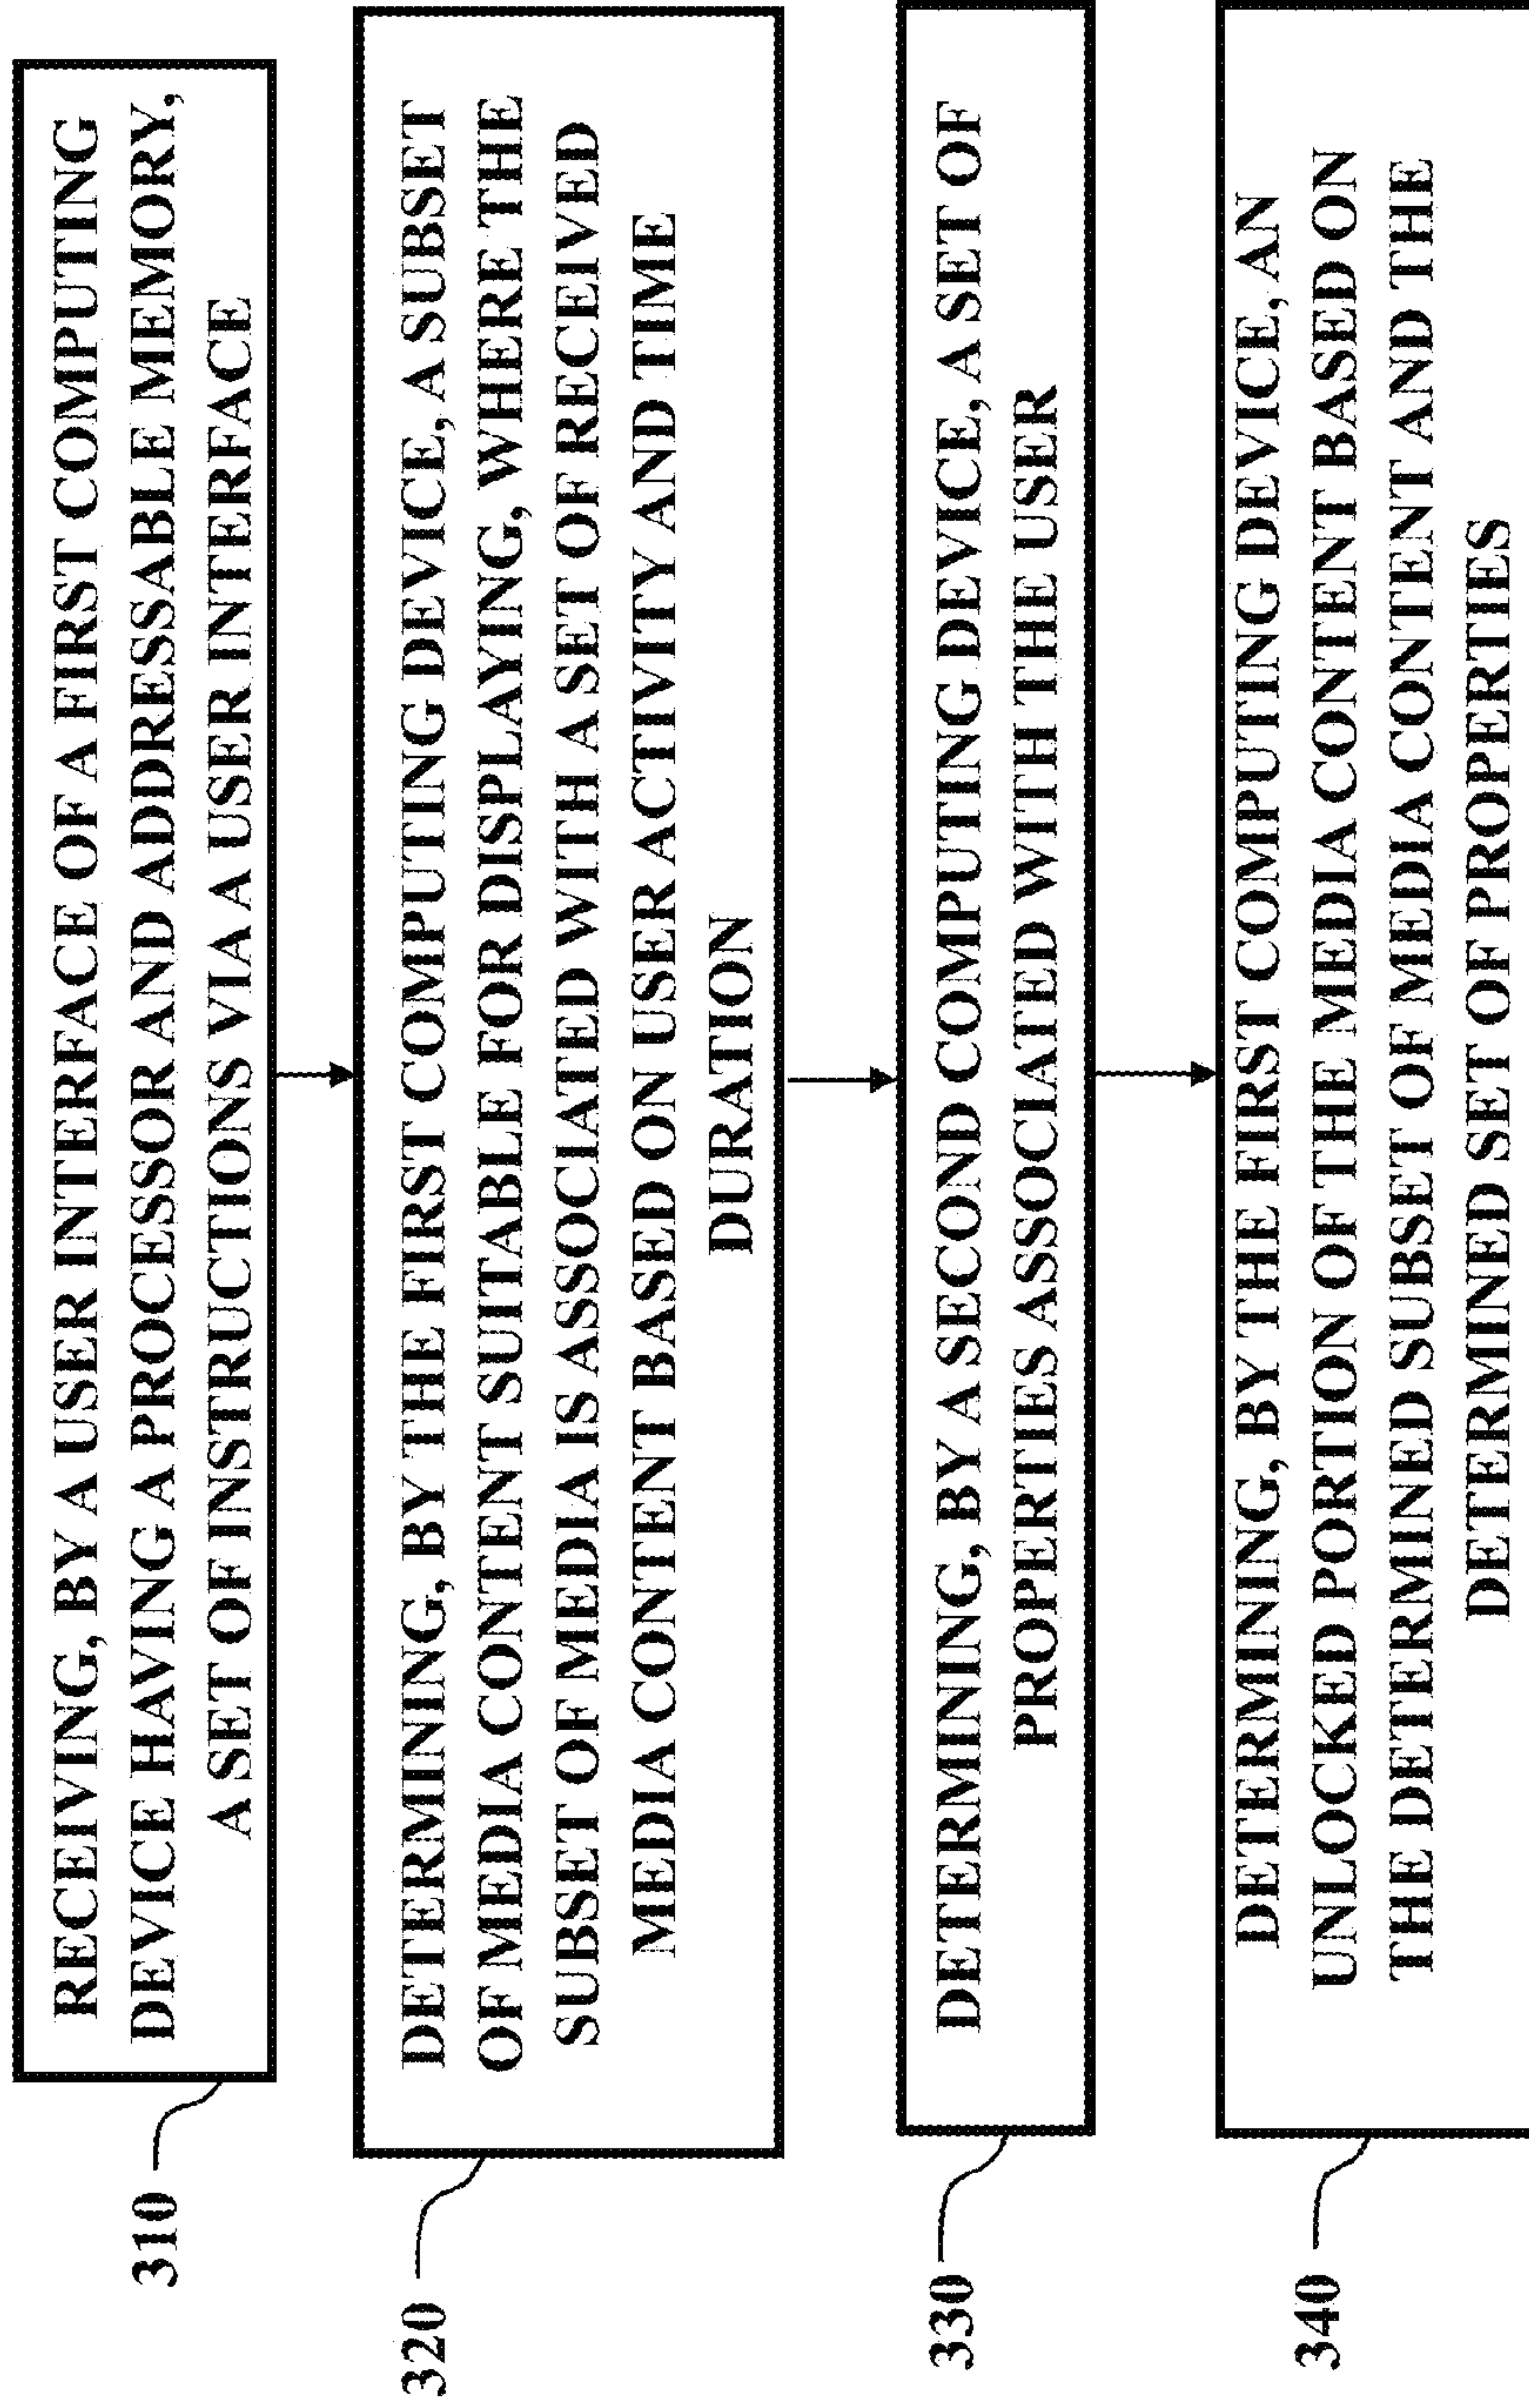 RECEIVING, BY A USER INTERFACE OF A FIRST COMPUTING
DEVICE HAVING A PROCESSOR AND ADDRESSABLE MEMORY,
A SET OF INSTRUCTIONS VIA A USER INTERFACE
310
DETERMINING, BY THE FIRST COMPUTING DEVICE, A SUBSET
OF MEDIA CONTENT SUITABLE FOR DISPLAYING, WHERE THE
SUBSET OF MEDIA IS ASSOCIATED WITH A SET OF RECEIVED
MEDIA CONTENT BASED ON USER ACTIVITY AND TIME
DURATION
320
DETERMINING, BY A SECOND COMPUTING DEVICE, A SET OF
PROPERTIES ASSOCIATED WITH THE USER
330
DETERMINING, BY THE FIRST COMPUTING DEVICE, AN
UNLOCKED PORTION OF THE MEDIA CONTENT BASED ON
THE DETERMINED SUBSET OF MEDIA CONTENT AND THE
DETERMINED SET OF PROPERTIES
340